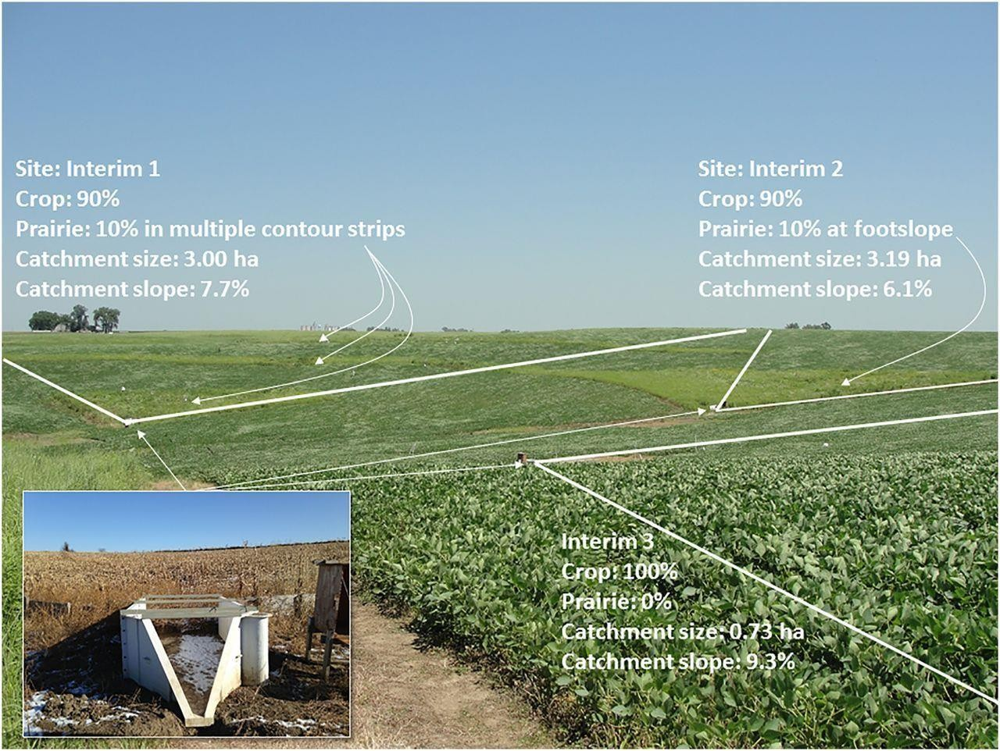 Site: Interim 1
Crop: 90%
Prairie: 10% in multiple contour strips
Catchment size: 3.00 ha
Catchment slope: 7.7%
Site: Interim 2
Crop: 90%
Prairie: 10% at footslope
Catchment size: 3.19 ha
Catchment slope: 6.1%
Interim 3
Crop: 100%
Prairie: 0%
Catchment size: 0.73 ha
Catchment slope: 9.3%